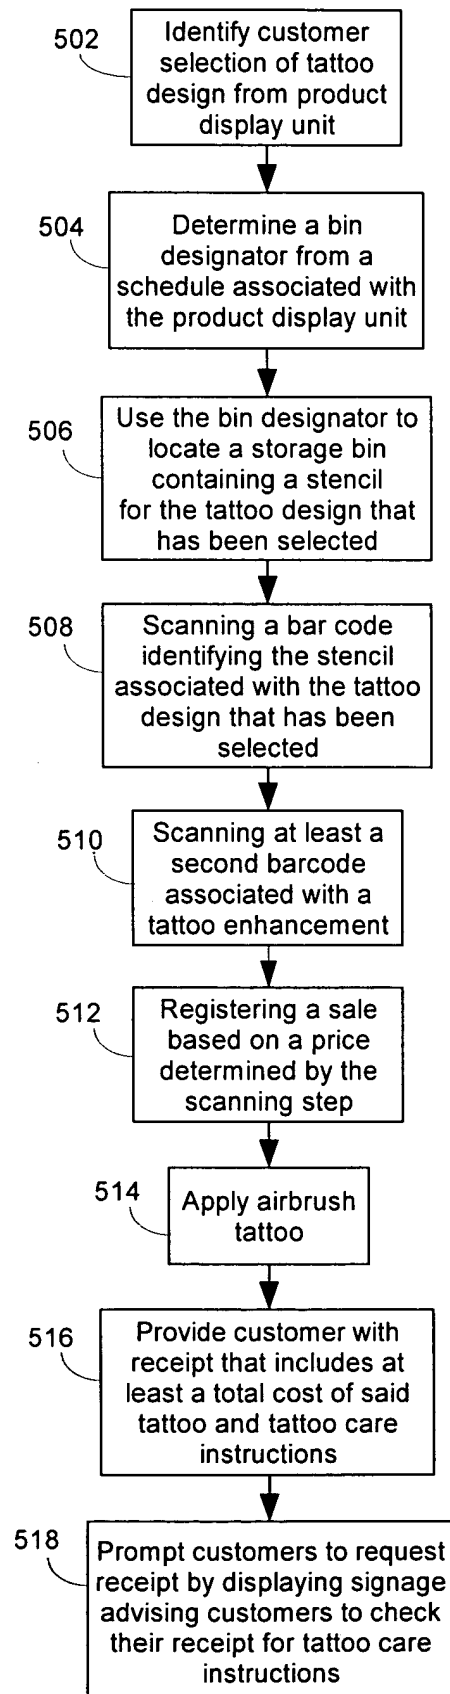 502
Identify customer
selection of tattoo
design from product
display unit
504
Determine a bin
designator from a
schedule associated with
the product display unit
506
Use the bin designator to
locate a storage bin
containing a stencil
for the tattoo design that
has been selected
508
Scanning a bar code
identifying the stencil
associated with the tattoo
design that has been
selected
510
Scanning at least a
second barcode
associated with a
tattoo enhancement
512
Registering a sale
based on a price
determined by the
scanning step
514
Apply airbrush
tattoo
516
Provide customer with
receipt that includes at
least a total cost of said
tattoo and tattoo care
instructions
518
Prompt customers to request
receipt by displaying signage
advising customers to check
their receipt for tattoo care
instructions